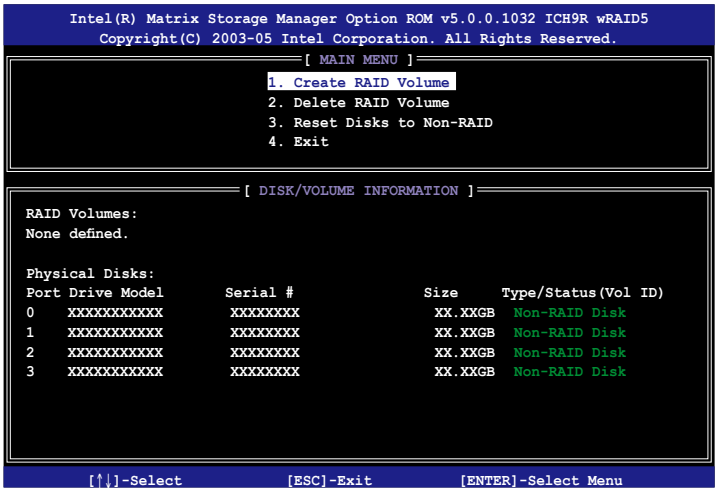 Intel(R) Matrix Storage Manager Option ROM v5.0.0.1032 ICH9R wRAID5
Copyright(C) 2003-05 Intel Corporation. All Rights Reserved.
[ MAIN MENU ]
1. Create RAID Volume
2. Delete RAID Volume
3. Reset Disks to Non-RAID
4. Exit
[ DISK/VOLUME INFORMATION ]
RAID Volumes:
None defined.
Physical Disks:
Port Drive Model Serial # Size Type/Status(Vol ID)
0 XXXXXXXXXXX XXXXXXXX XX.XXGB Non-RAID Disk
1 XXXXXXXXXXX XXXXXXXX XX.XXGB Non-RAID Disk
2 XXXXXXXXXXX XXXXXXXX XX.XXGB Non-RAID Disk
3 XXXXXXXXXXX XXXXXXXX XX.XXGB Non-RAID Disk
[↑↓]-Select [ESC]-Exit [ENTER]-Select Menu